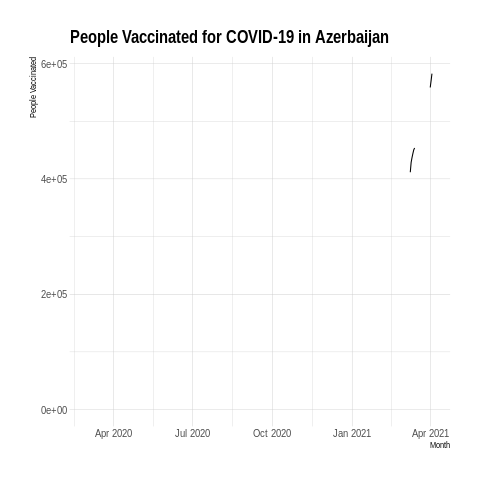 People Vaccinated for COVID-19 in Azerbaijan
People Vaccinated
6e+05
4e+05
2e+05
0e+00
Apr 2020 Jul 2020 Oct 2020 Jan 2021 Apr 2021
Month